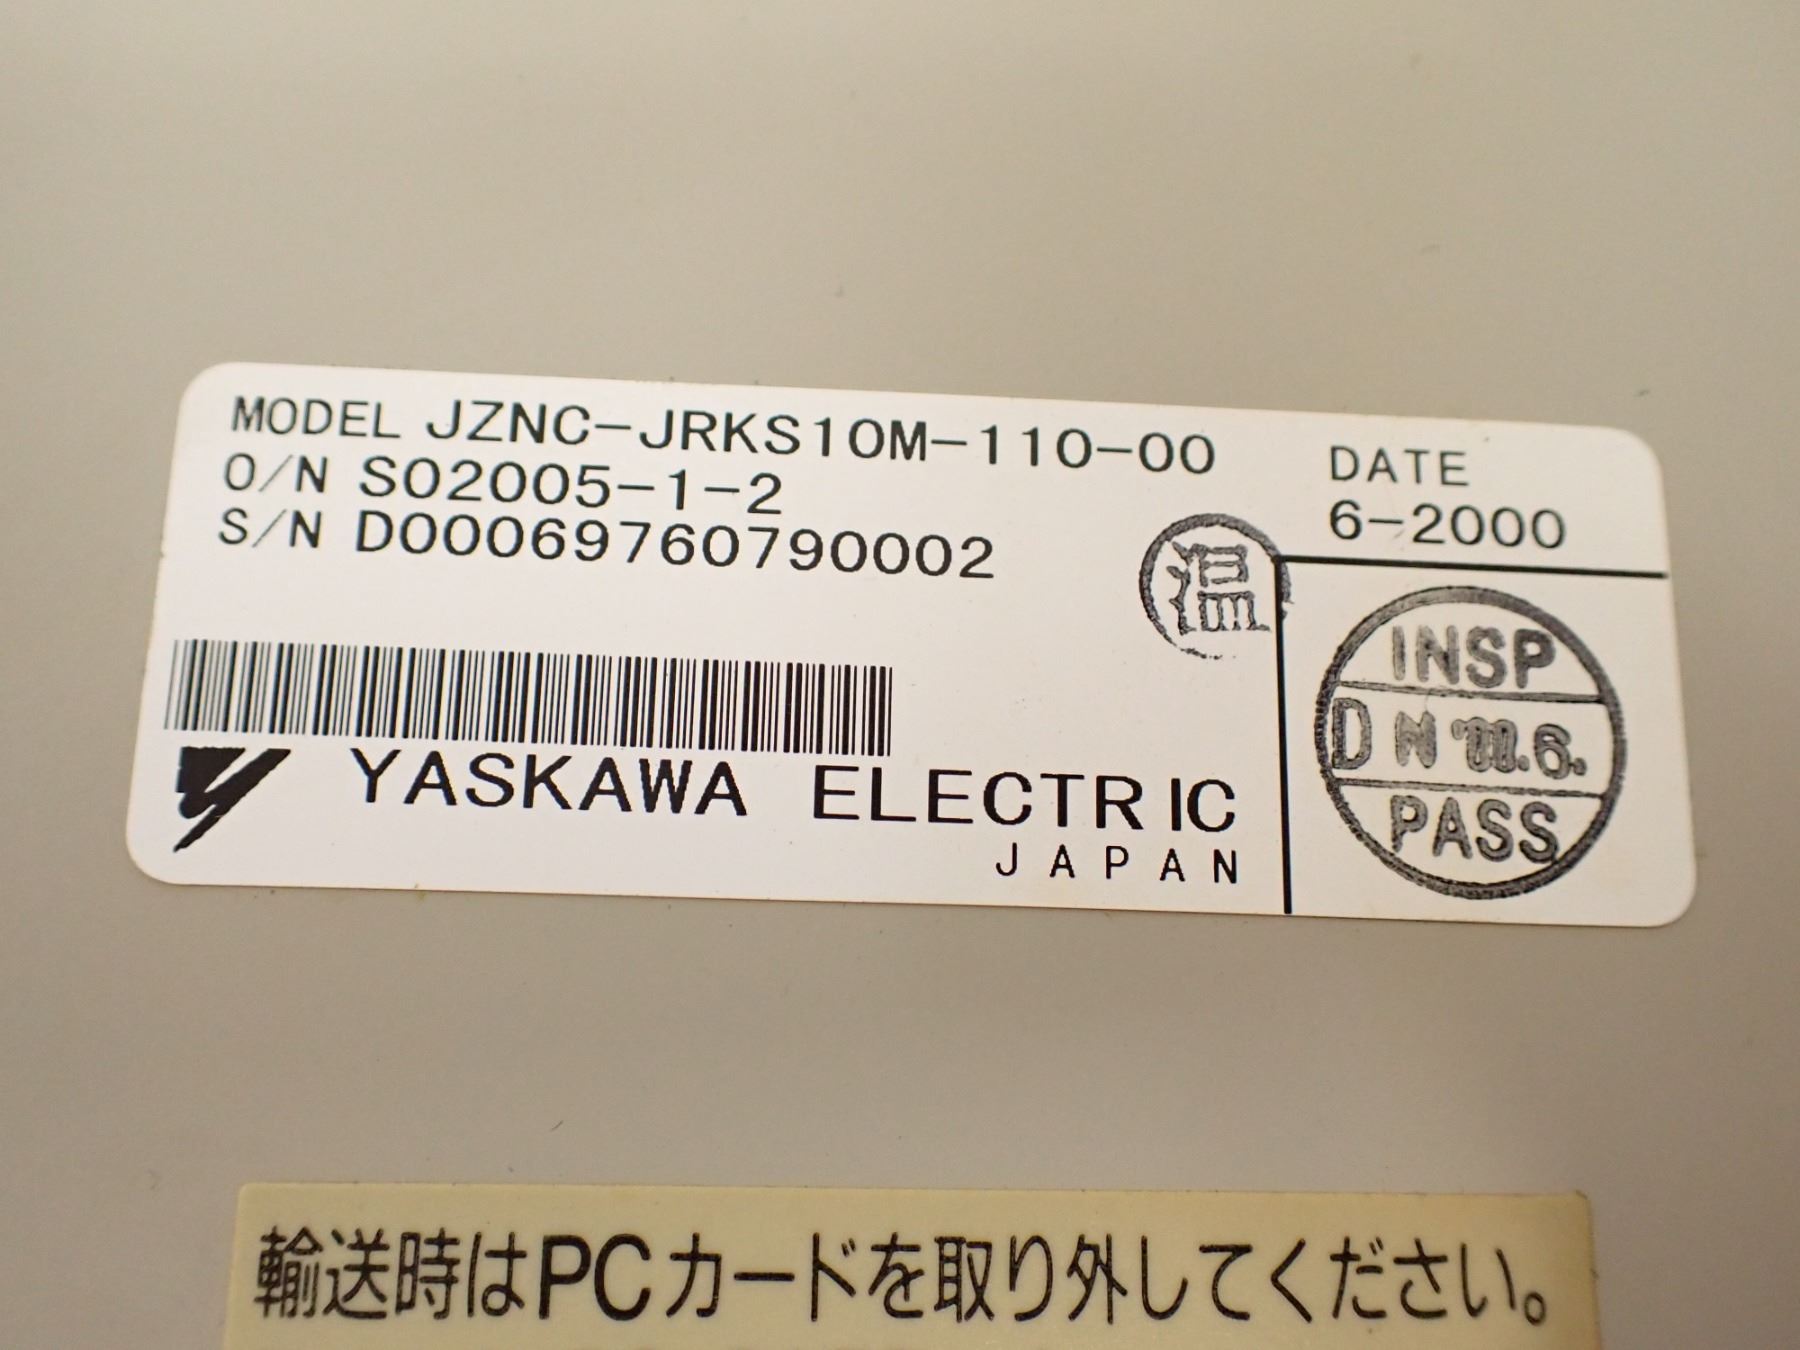 MODEL JZNC-JRKS10M-110-00
O/N S02005-1-2
S/N D00069760790002
DATE
6-2000
温
INSP
D N '00.6.
PASS
YASKAWA ELECTRIC
JAPAN
輸送時はPCカードを取り外してください。